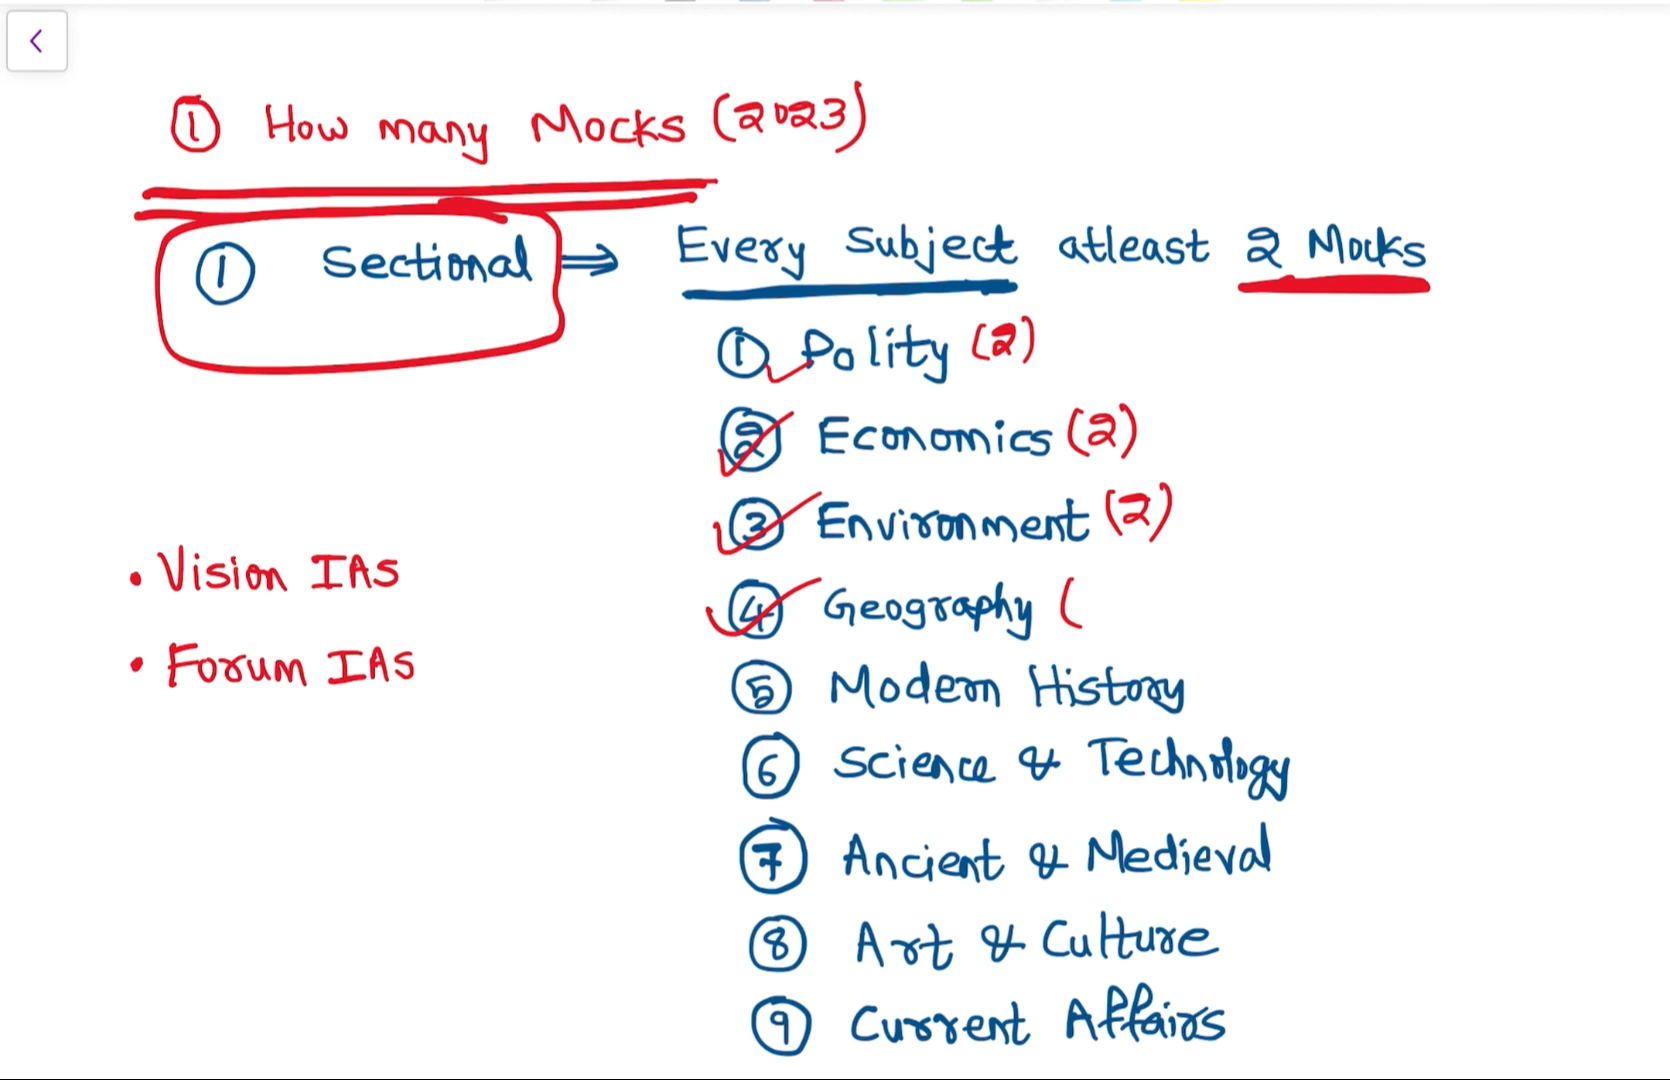 ① How many Mocks (2023)
① Sectional ⇒ Every Subject atleast 2 Mocks
① Polity (2)
② Economics (2)
③ Environment (2)
④ Geography (
⑤ Modern History
⑥ Science & Technology
⑦ Ancient & Medieval
⑧ Art & Culture
⑨ Current Affairs
• Vision IAS
• Forum IAS